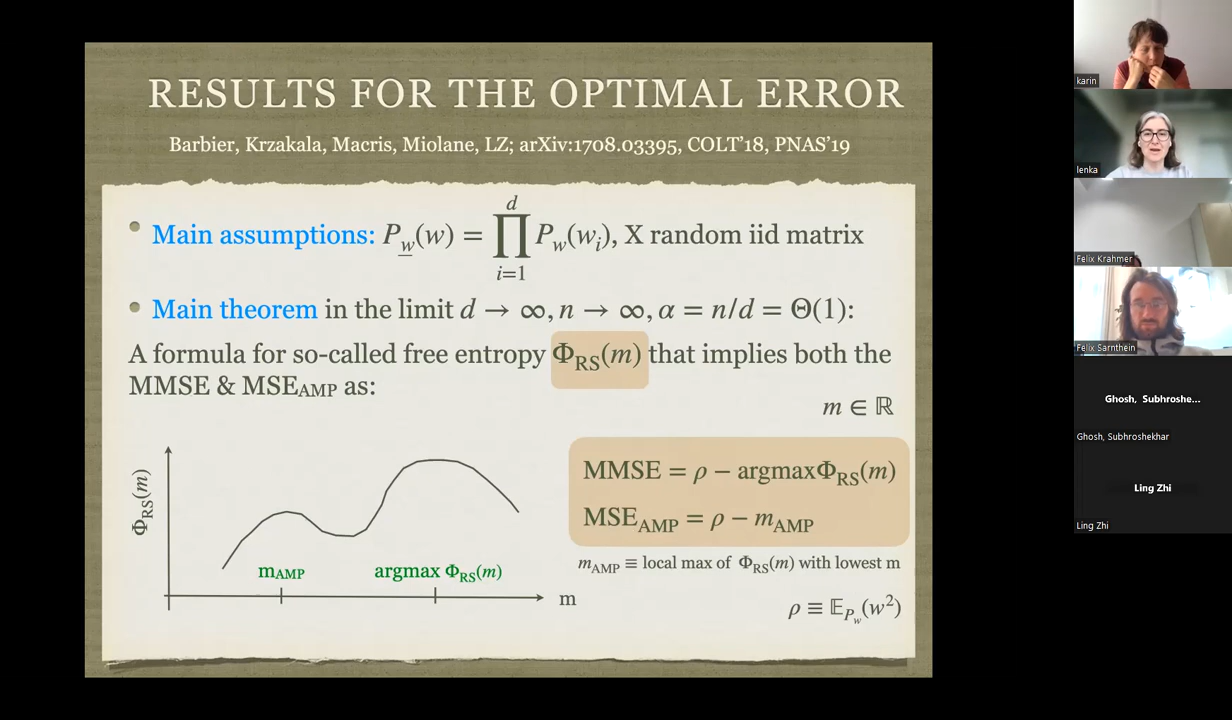 RESULTS FOR THE OPTIMAL ERROR
Barbier, Krzakala, Macris, Miolane, LZ; arXiv:1708.03395, COLT'18, PNAS'19
• Main assumptions: P_w(w) = ∏_{i=1}^{d} P_w(w_i), X random iid matrix
• Main theorem in the limit d → ∞, n → ∞, α = n/d = Θ(1):
A formula for so-called free entropy Φ_RS(m) that implies both the
MMSE & MSE_AMP as:
m ∈ ℝ
Φ_RS(m)
m_AMP
argmax Φ_RS(m)
m
MMSE = ρ − argmaxΦ_RS(m)
MSE_AMP = ρ − m_AMP
m_AMP ≡ local max of Φ_RS(m) with lowest m
ρ ≡ 𝔼_{P_w}(w²)
karin
lenka
Felix Krahmer
Felix Sarnthein
Ghosh, Subhroshe...
Ghosh, Subhroshekhar
Ling Zhi
Ling Zhi